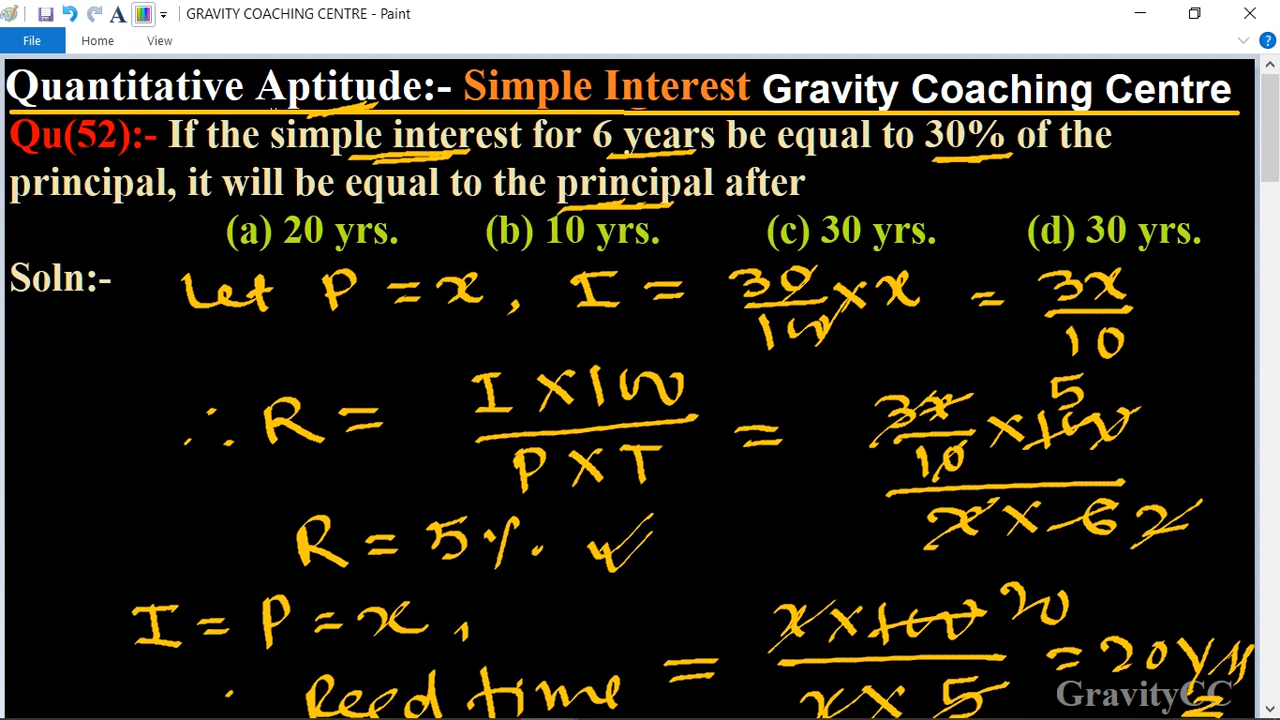 GRAVITY COACHING CENTRE - Paint
File Home View
Quantitative Aptitude:- Simple Interest Gravity Coaching Centre
Qu(52):- If the simple interest for 6 years be equal to 30% of the
principal, it will be equal to the principal after
(a) 20 yrs. (b) 10 yrs. (c) 30 yrs. (d) 30 yrs.
Soln:- Let P = x, I = 30/100 × x = 3x/10
∴ R = I×100/P×T = 3x/10 × 100 5/x × 6 2
R = 5% ✓
I = P = x,
∴ Reqd time = x×100 20/x×5 = 20 yrs
GravityCC